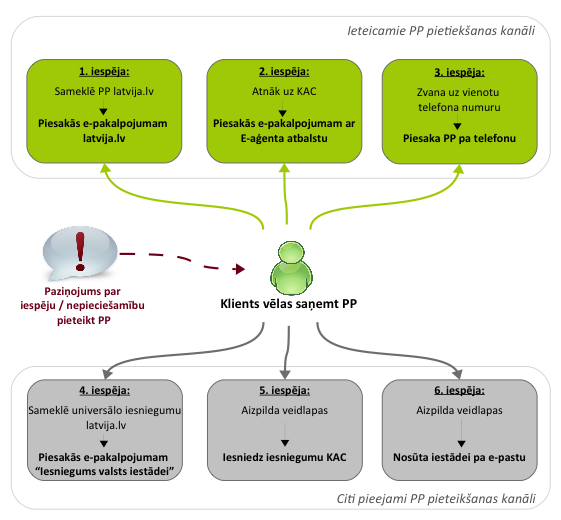 Ieteicamie PP pietiekšanas kanāli
1. iespēja:
Sameklē PP latvija.lv
Piesakās e-pakalpojumam
latvija.lv
2. iespēja:
Atnāk uz KAC
Piesakās e-pakalpojumam ar
E-aģenta atbalstu
3. iespēja:
Zvana uz vienotu
telefona numuru
Piesaka PP pa telefonu
!
Paziņojums par
iespēju / nepieciešamību
pieteikt PP
Klients vēlas saņemt PP
4. iespēja:
Sameklē universālo iesniegumu
latvija.lv
Piesakās e-pakalpojumam
“Iesniegums valsts iestādei”
5. iespēja:
Aizpilda veidlapas
Iesniedz iesniegumu KAC
6. iespēja:
Aizpilda veidlapas
Nosūta iestādei pa e-pastu
Citi pieejami PP pieteikšanas kanāli